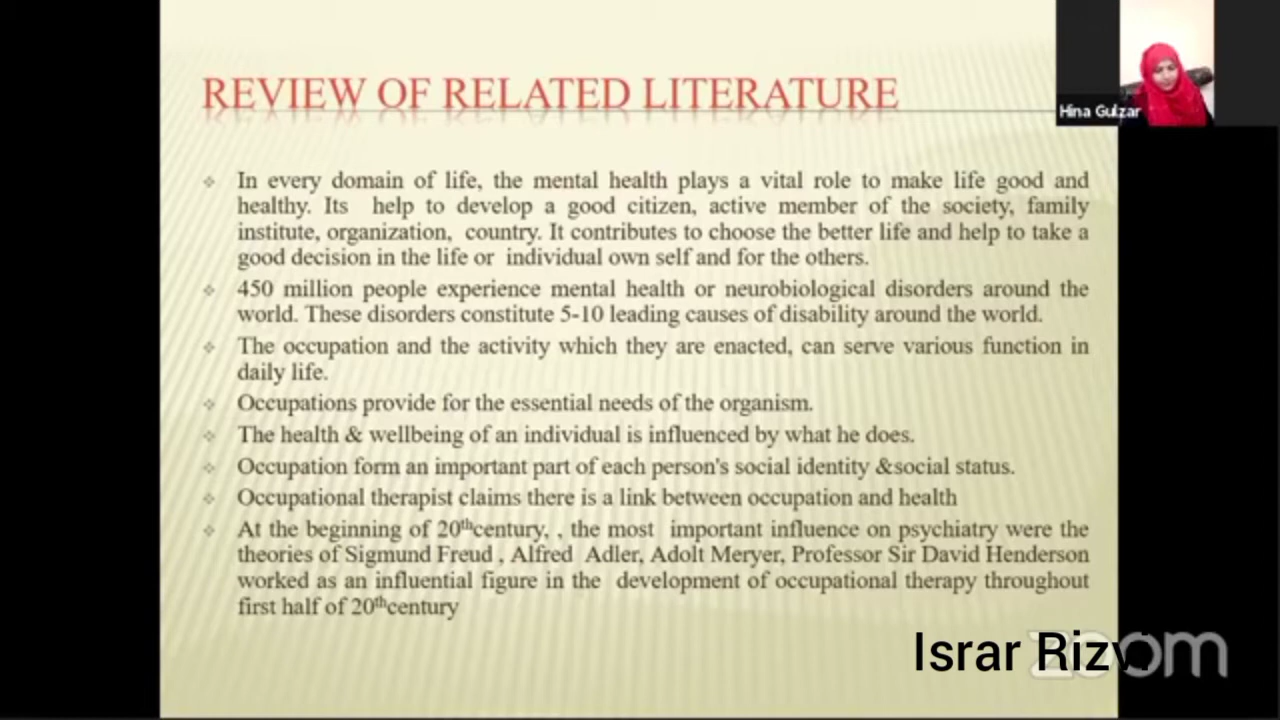 REVIEW OF RELATED LITERATURE
Hina Gulzar
In every domain of life, the mental health plays a vital role to make life good and
healthy. Its help to develop a good citizen, active member of the society, family
institute, organization, country. It contributes to choose the better life and help to take a
good decision in the life or individual own self and for the others.
450 million people experience mental health or neurobiological disorders around the
world. These disorders constitute 5-10 leading causes of disability around the world.
The occupation and the activity which they are enacted, can serve various function in
daily life.
Occupations provide for the essential needs of the organism.
The health & wellbeing of an individual is influenced by what he does.
Occupation form an important part of each person's social identity &social status.
Occupational therapist claims there is a link between occupation and health
At the beginning of 20thcentury, , the most important influence on psychiatry were the
theories of Sigmund Freud , Alfred Adler, Adolt Meryer, Professor Sir David Henderson
worked as an influential figure in the development of occupational therapy throughout
first half of 20thcentury
Israr Rizvi
zoom